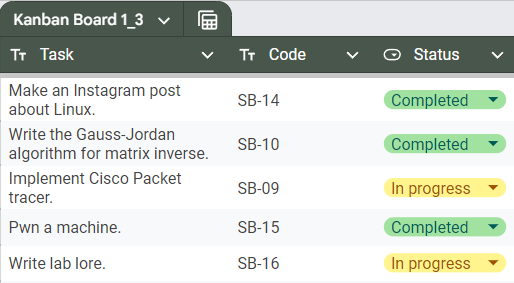 Kanban Board 1_3
Task Code Status
Make an Instagram post
about Linux. SB-14 Completed
Write the Gauss-Jordan
algorithm for matrix inverse. SB-10 Completed
Implement Cisco Packet
tracer. SB-09 In progress
Pwn a machine. SB-15 Completed
Write lab lore. SB-16 In progress